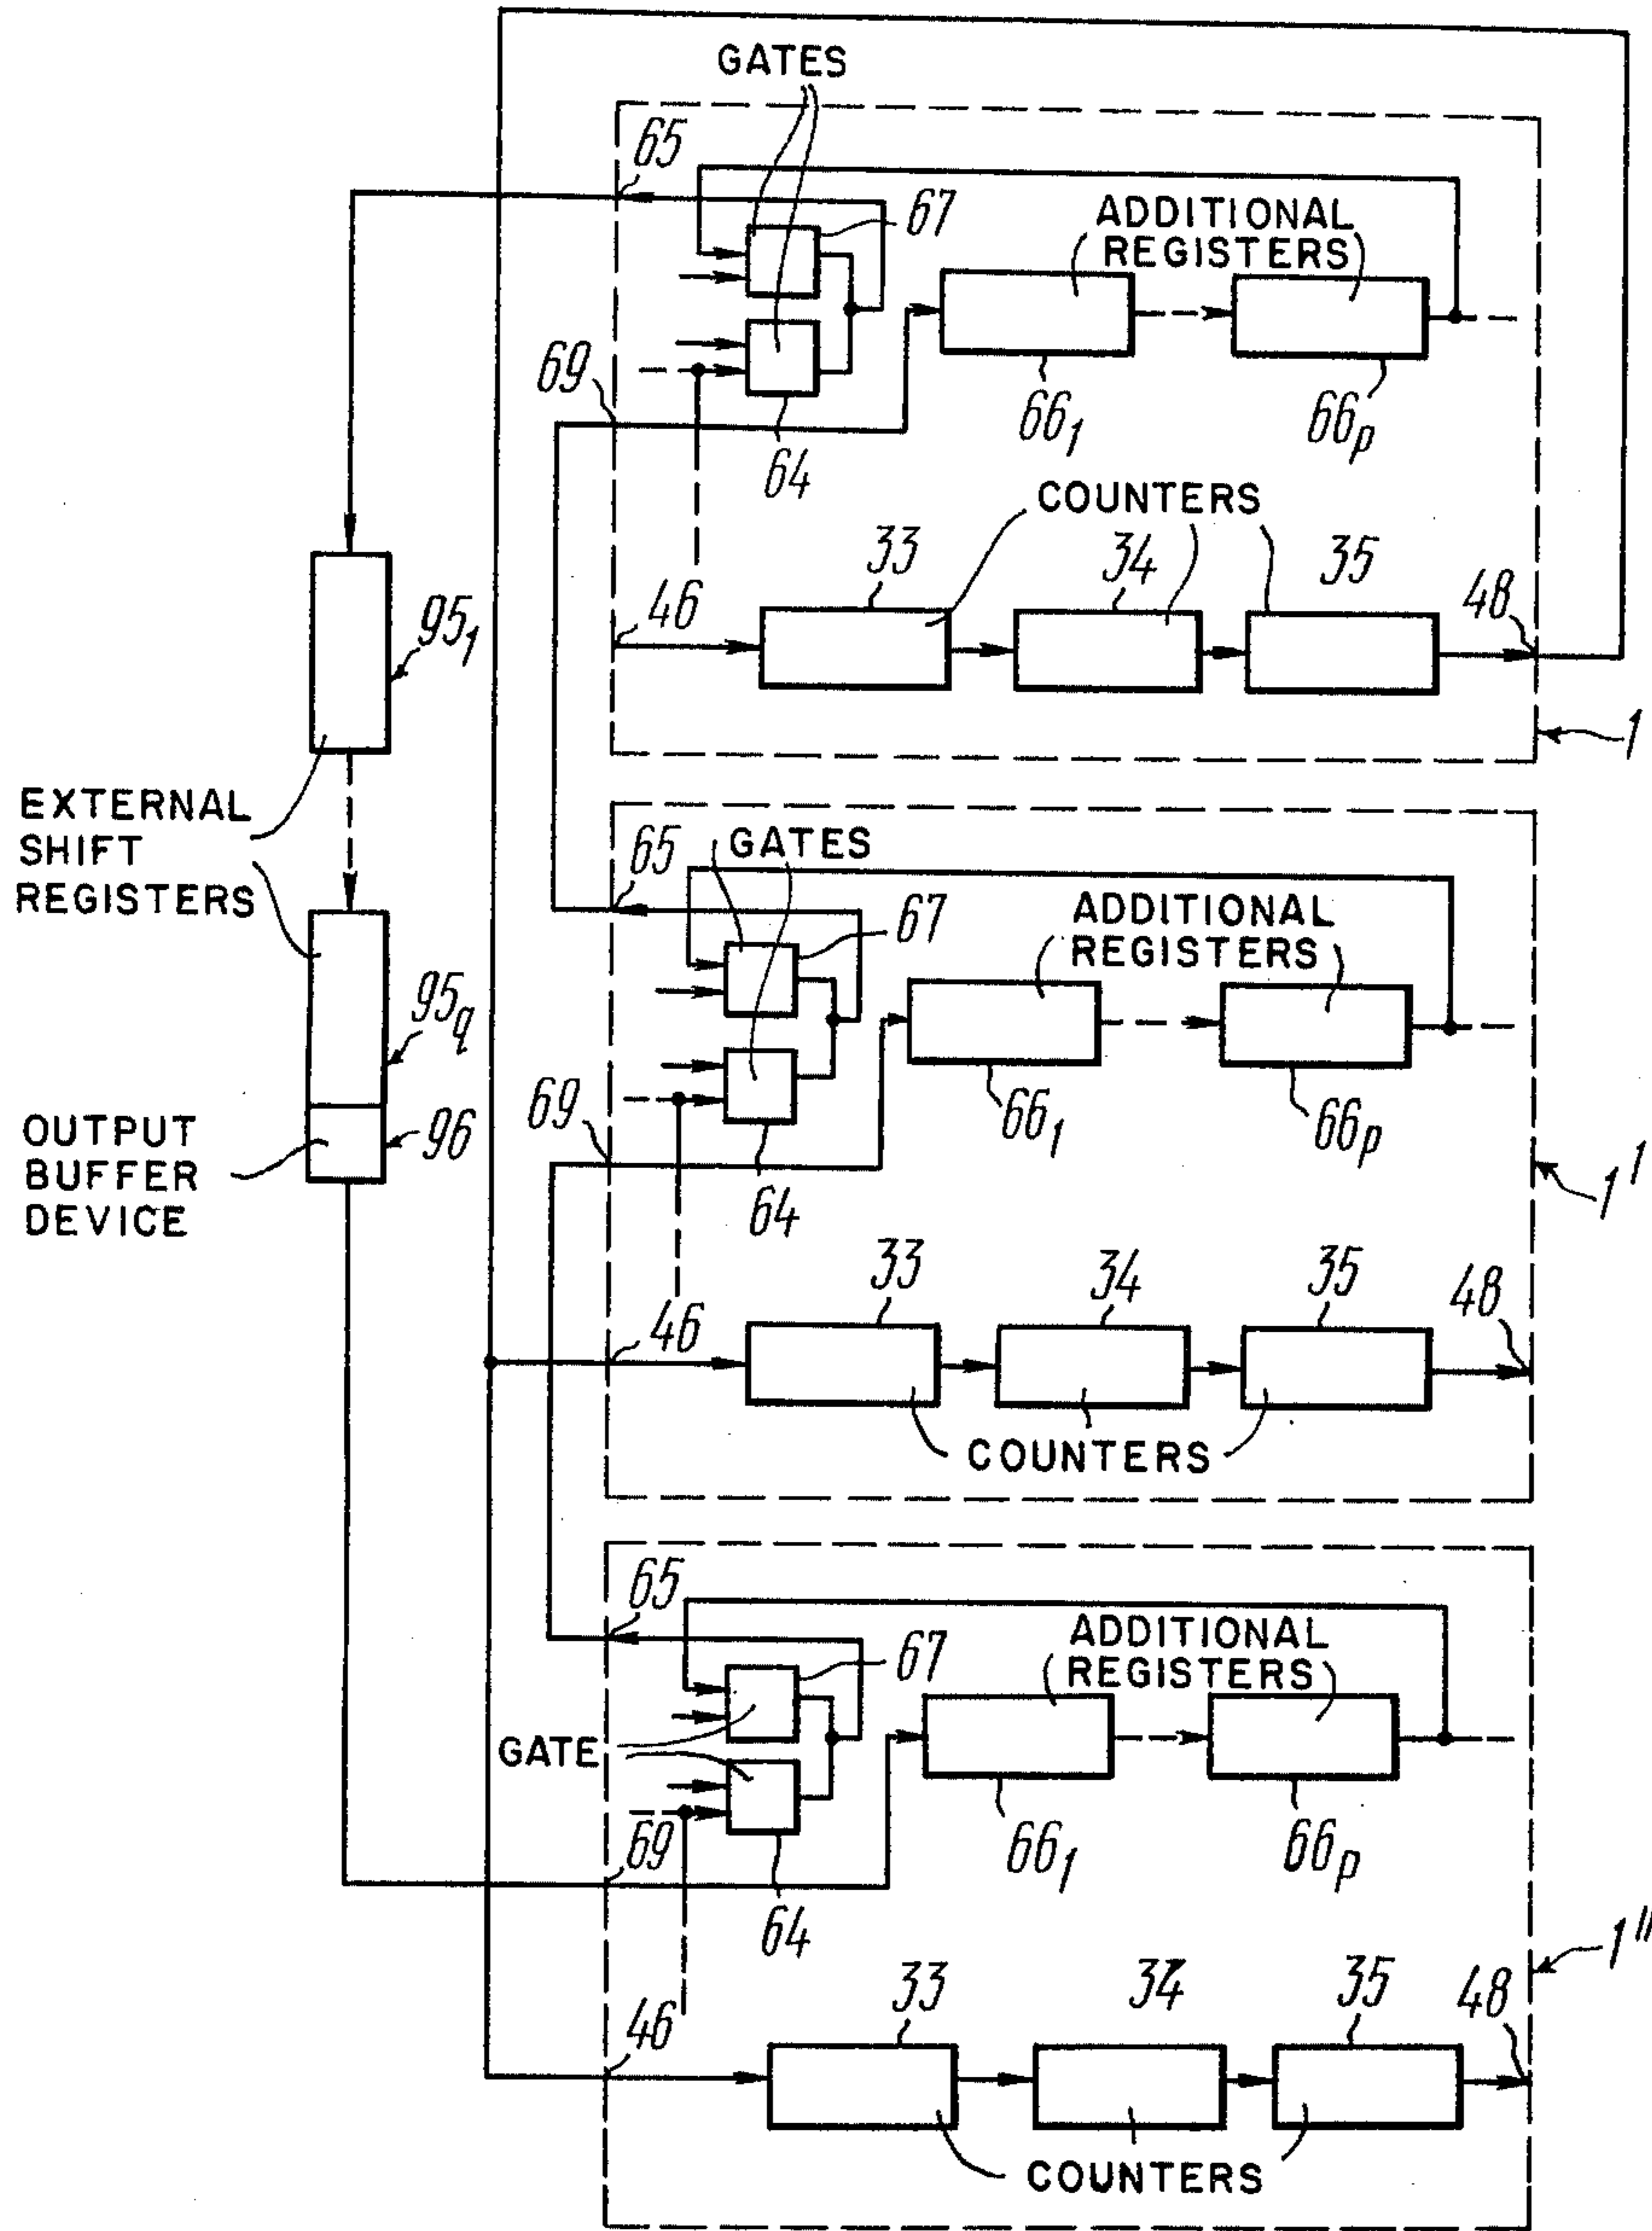 GATES
65
67
ADDITIONAL
REGISTERS
69
66₁
66p
64
COUNTERS
33
34
35
46
48
95₁
1
EXTERNAL
SHIFT
REGISTERS
65
GATES
67
ADDITIONAL
REGISTERS
95q
69
66₁
66p
OUTPUT
BUFFER
DEVICE
96
64
1'
33
34
35
46
48
COUNTERS
65
67
ADDITIONAL
REGISTERS
GATE
69
66₁
66p
64
1"
33
34
35
46
48
COUNTERS